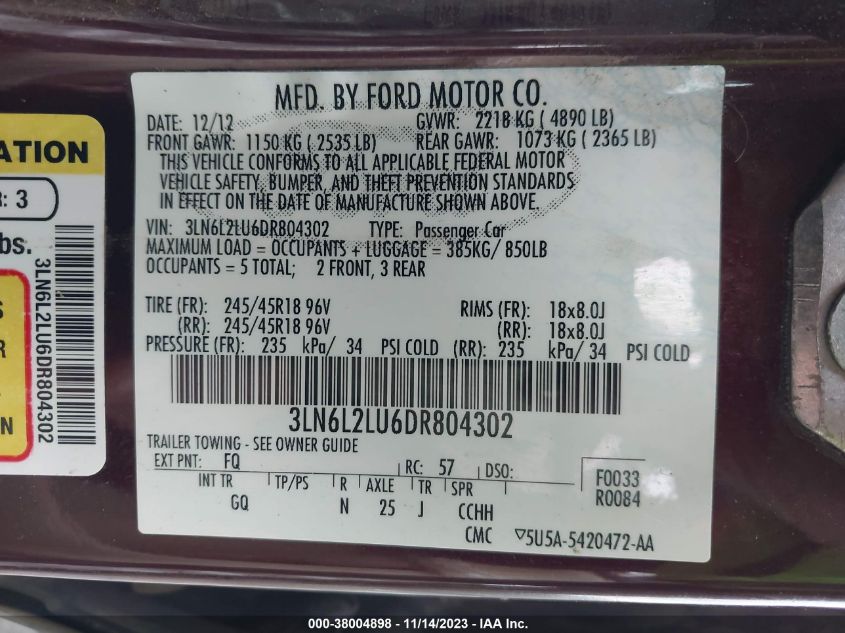 MFD. BY FORD MOTOR CO.
DATE: 12/12 GVWR: 2218 KG ( 4890 LB)
FRONT GAWR: 1150 KG ( 2535 LB) REAR GAWR: 1073 KG ( 2365 LB)
THIS VEHICLE CONFORMS TO ALL APPLICABLE FEDERAL MOTOR
VEHICLE SAFETY, BUMPER, AND THEFT PREVENTION STANDARDS
IN EFFECT ON THE DATE OF MANUFACTURE SHOWN ABOVE.
VIN: 3LN6L2LU6DR804302 TYPE: Passenger Car
MAXIMUM LOAD = OCCUPANTS + LUGGAGE = 385KG/ 850LB
OCCUPANTS = 5 TOTAL; 2 FRONT, 3 REAR
TIRE (FR): 245/45R18 96V RIMS (FR): 18x8.0J
(RR): 245/45R18 96V (RR): 18x8.0J
PRESSURE (FR): 235 kPa/ 34 PSI COLD (RR): 235 kPa/ 34 PSI COLD
3LN6L2LU6DR804302
TRAILER TOWING - SEE OWNER GUIDE
EXT PNT: FQ RC: 57 DSO: F0033
R0084
INT TR TP/PS R AXLE TR SPR
GQ N 25 J CCHH
CMC ▽5U5A-5420472-AA
ATION
R: 3
bs.
S
R
N
3LN6L2LU6DR804302
000-38004898 - 11/14/2023 - IAA Inc.